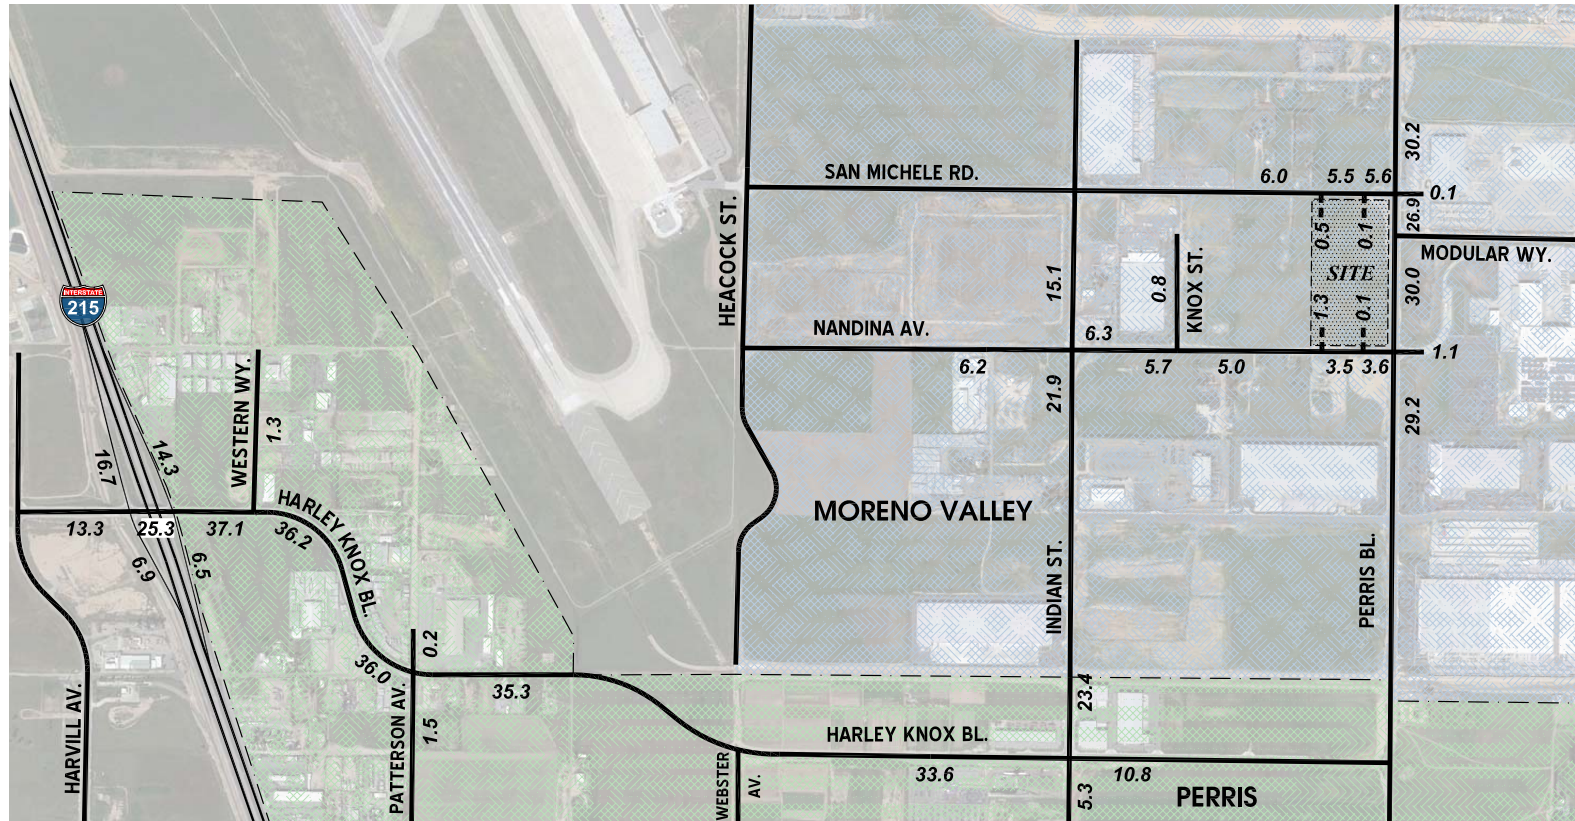 SAN MICHELE RD.
6.0
5.5
5.6
30.2
0.1
26.9
MODULAR WY.
HEACOCK ST.
0.5
0.1
SITE
1.3
0.1
30.0
15.1
0.8
KNOX ST.
INTERSTATE
215
NANDINA AV.
6.3
6.2
5.7
5.0
3.5
3.6
1.1
21.9
29.2
WESTERN WY.
1.3
14.3
16.7
HARLEY KNOX BL.
13.3
25.3
37.1
36.2
6.9
6.5
MORENO VALLEY
INDIAN ST.
PERRIS BL.
0.2
36.0
35.3
PATTERSON AV.
1.5
HARVILL AV.
23.4
HARLEY KNOX BL.
WEBSTER
AV.
33.6
10.8
5.3
PERRIS